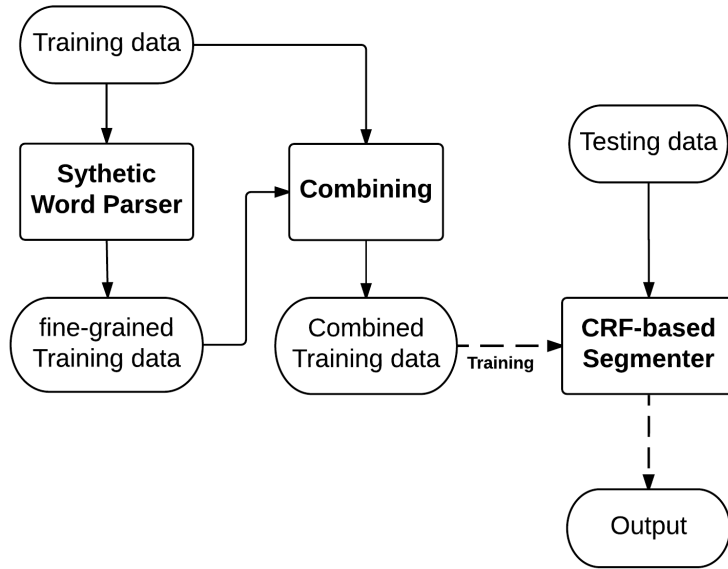 Training data
Sythetic
Word Parser
fine-grained
Training data
Combining
Combined
Training data
Training
Testing data
CRF-based
Segmenter
Output